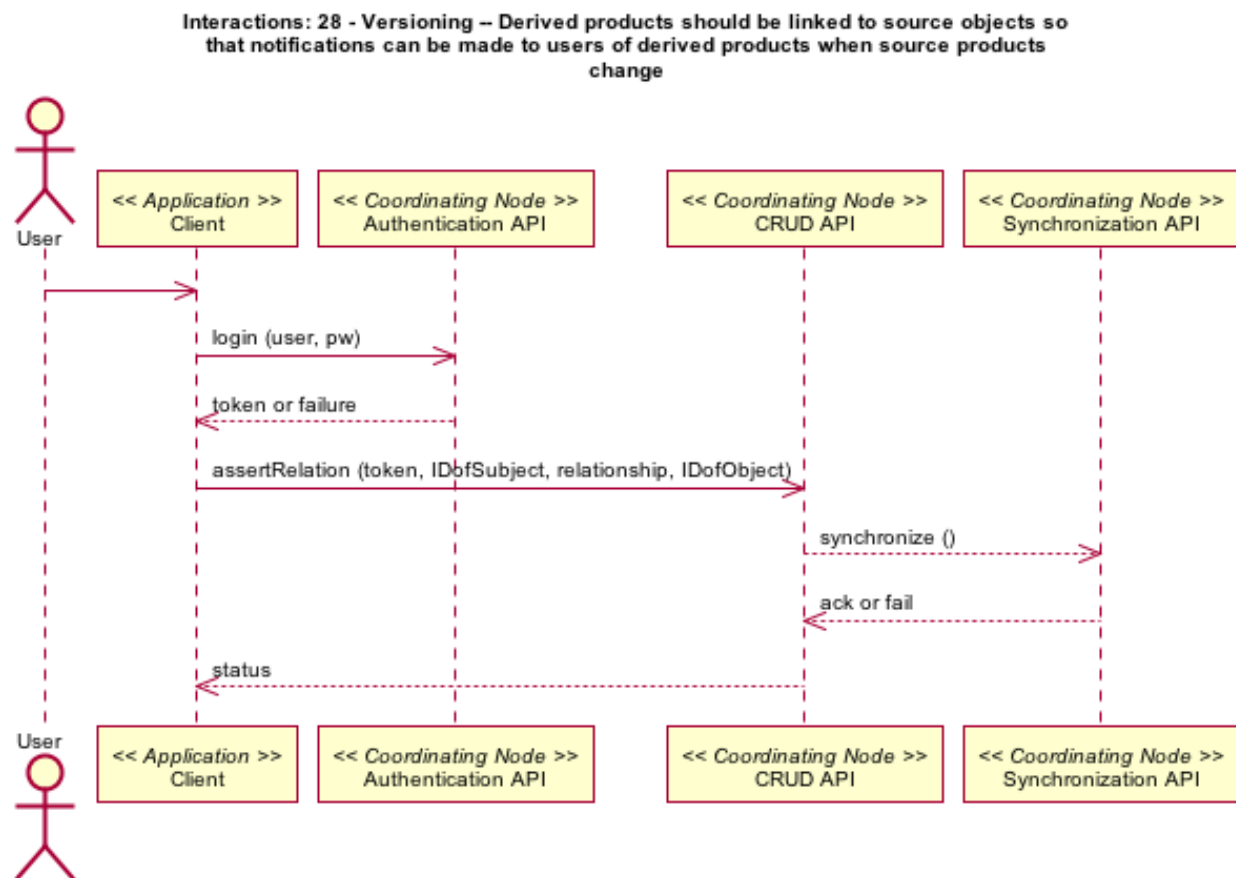 Interactions: 28 - Versioning -- Derived products should be linked to source objects so
that notifications can be made to users of derived products when source products
change
User
<< Application >>
Client
<< Coordinating Node >>
Authentication API
<< Coordinating Node >>
CRUD API
<< Coordinating Node >>
Synchronization API
login (user, pw)
token or failure
assertRelation (token, IDofSubject, relationship, IDofObject)
synchronize ()
ack or fail
status
User
<< Application >>
Client
<< Coordinating Node >>
Authentication API
<< Coordinating Node >>
CRUD API
<< Coordinating Node >>
Synchronization API